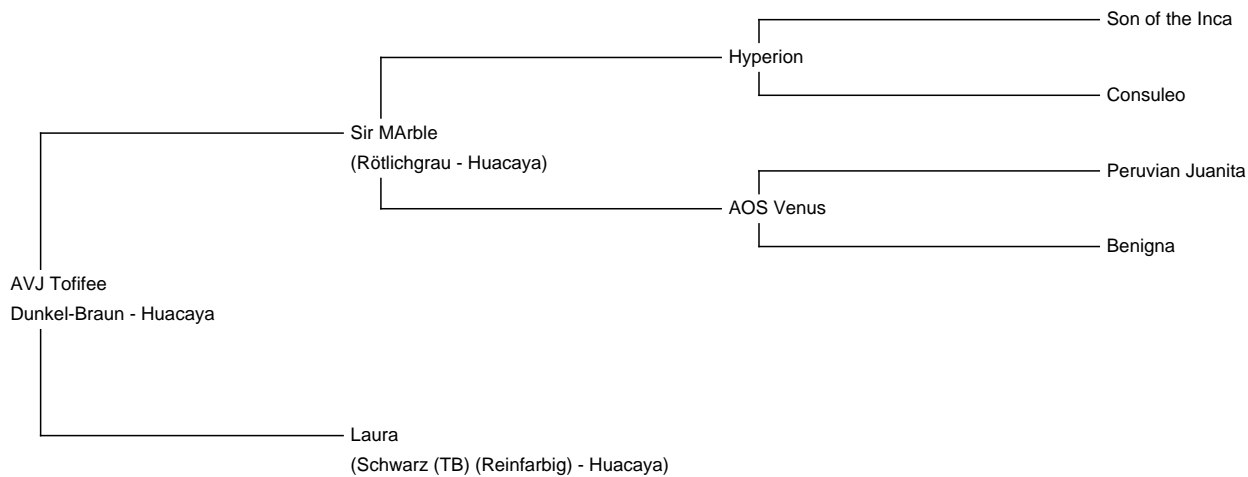 Son of the Inca
Hyperion
Consuleo
Sir MArble
(Rötlichgrau - Huacaya)
Peruvian Juanita
AOS Venus
Benigna
AVJ Tofifee
Dunkel-Braun - Huacaya
Laura
(Schwarz (TB) (Reinfarbig) - Huacaya)